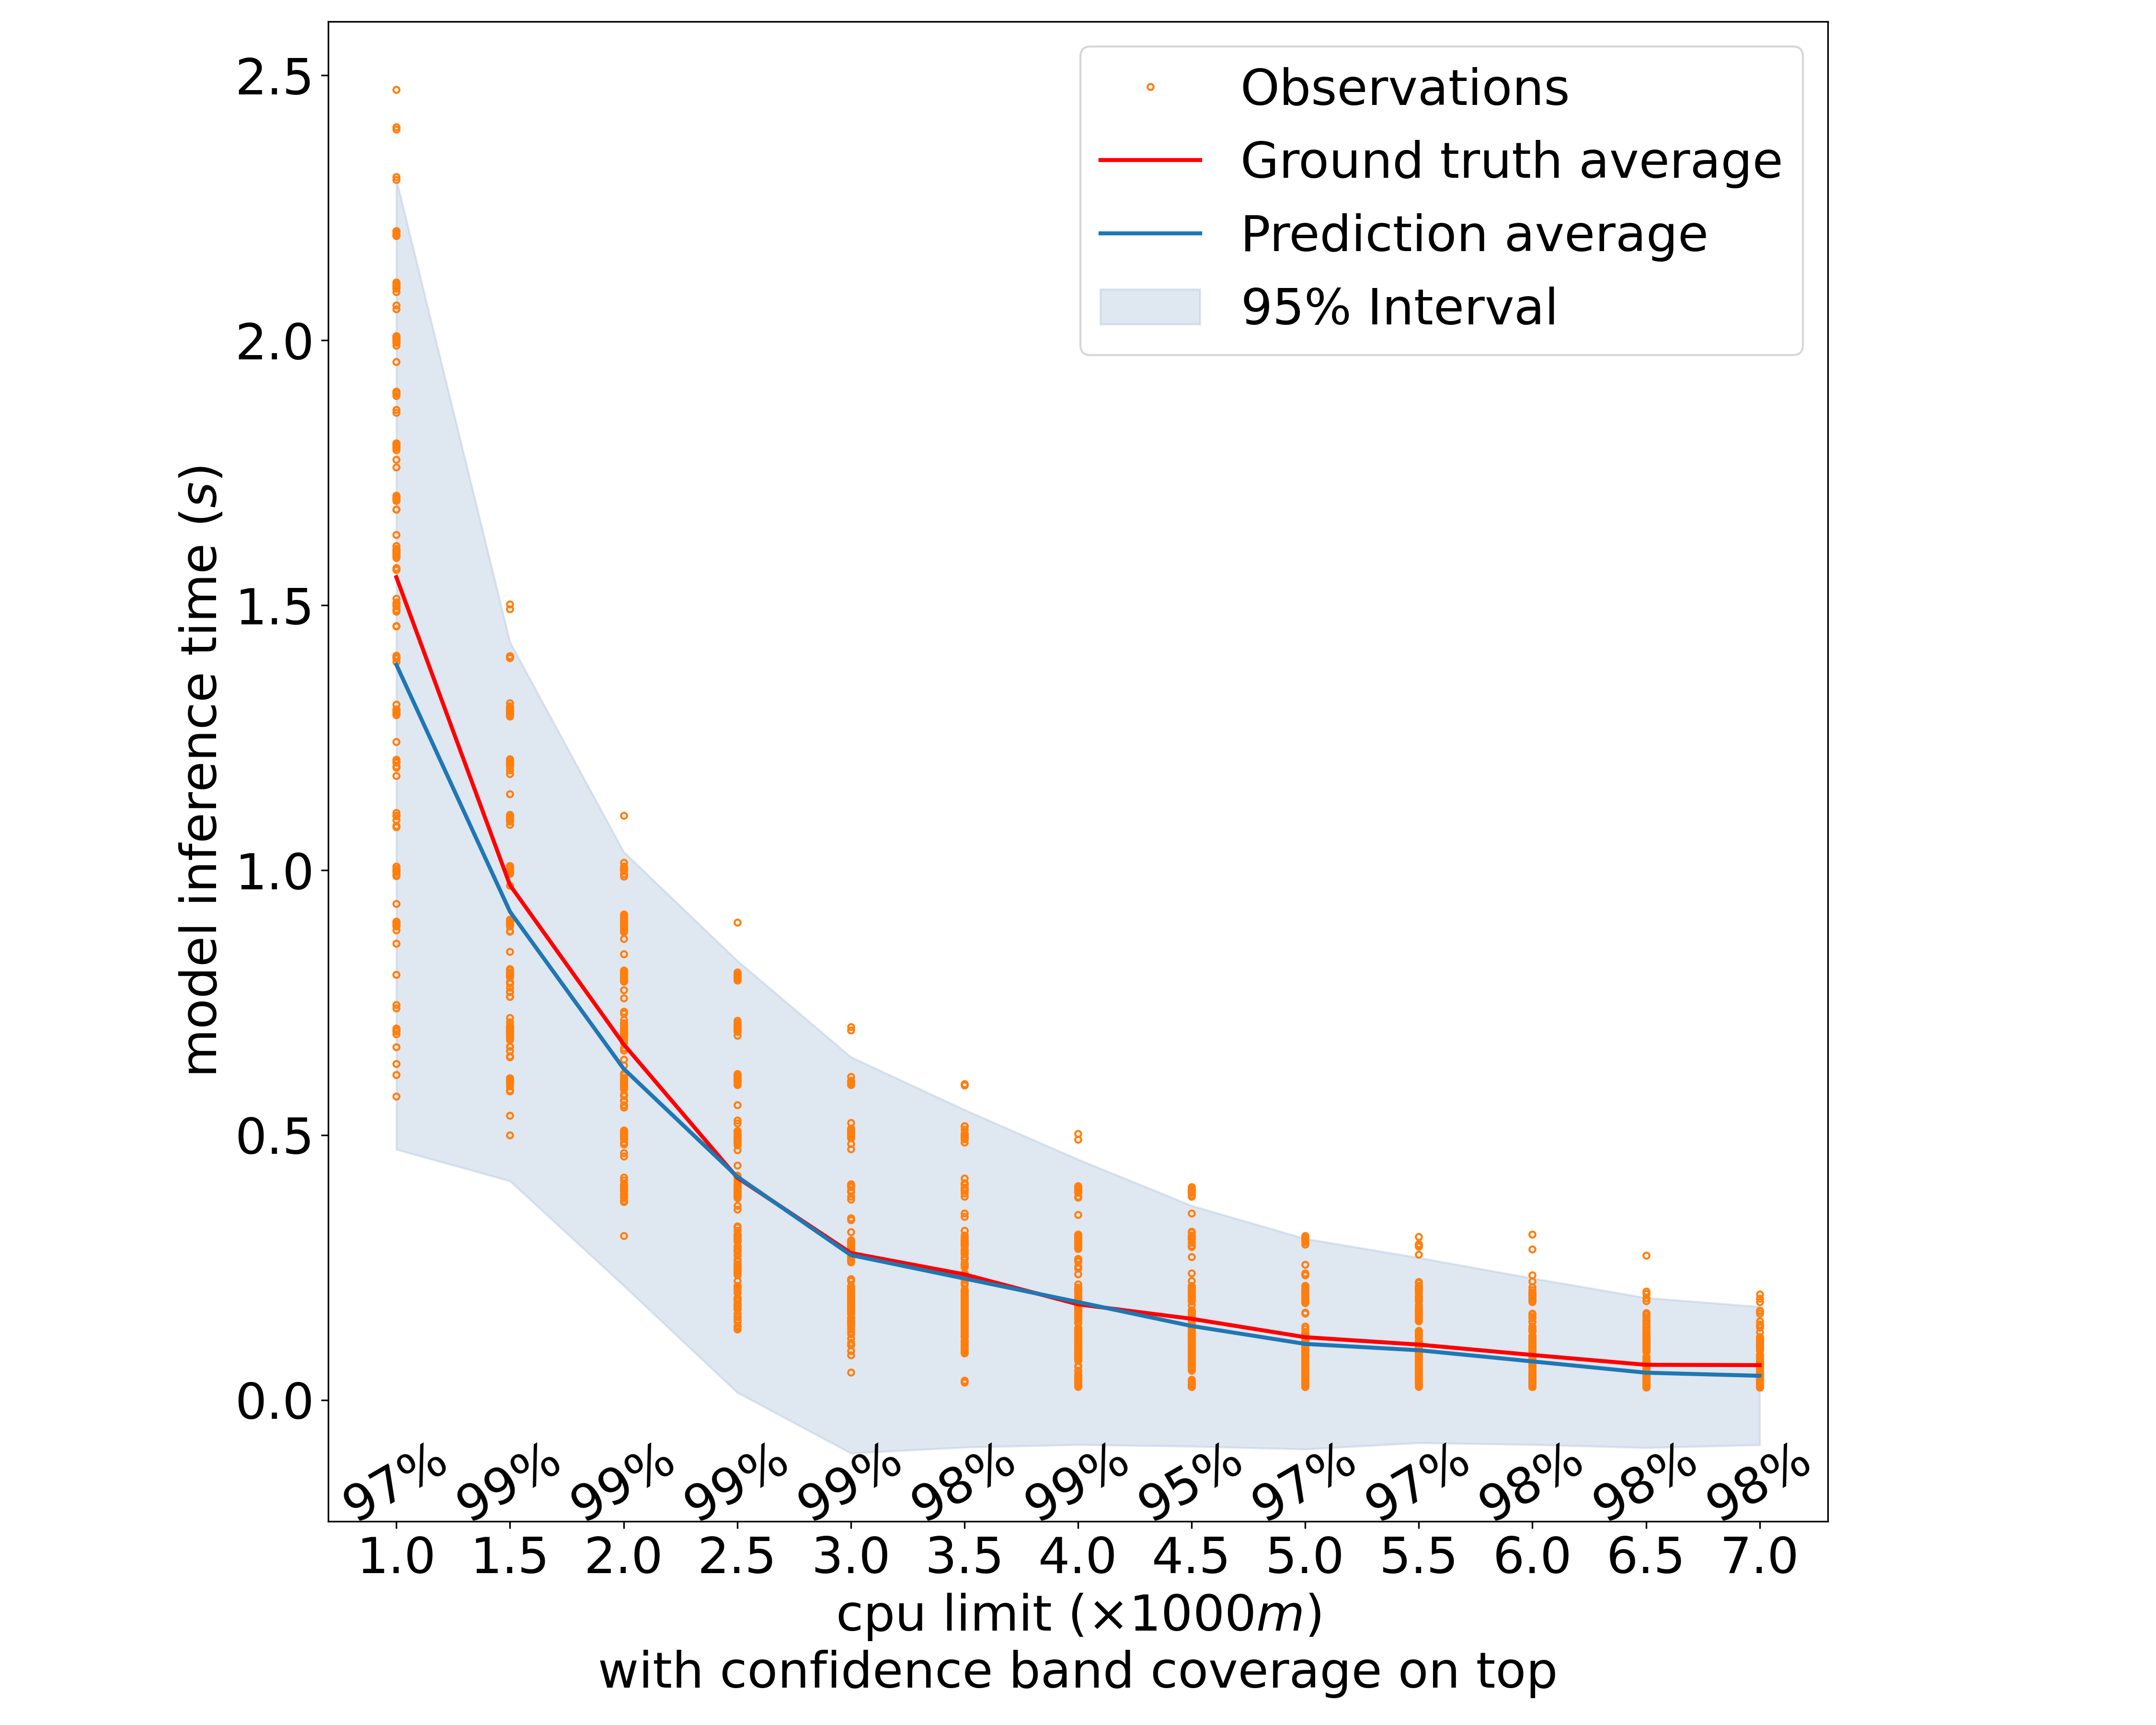 2.5
2.0
1.5
1.0
0.5
0.0
model inference time (s)
Observations
Ground truth average
Prediction average
95% Interval
97% 99% 99% 99% 99% 98% 99% 95% 97% 97% 98% 98% 98%
1.0 1.5 2.0 2.5 3.0 3.5 4.0 4.5 5.0 5.5 6.0 6.5 7.0
cpu limit (×1000m)
with confidence band coverage on top